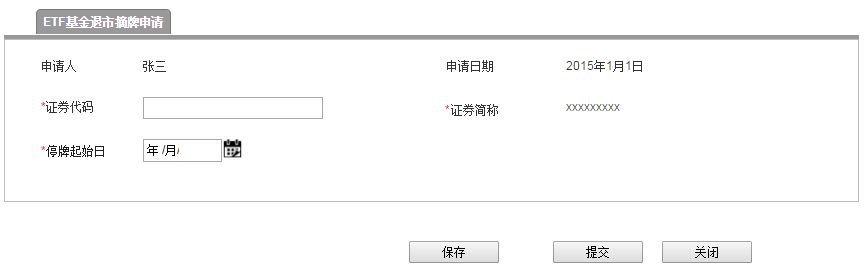 ETF基金退市摘牌申请
申请人 张三 申请日期 2015年1月1日
*证券代码 *证券简称 xxxxxxxxx
*停牌起始日 年 /月/
保存 提交 关闭